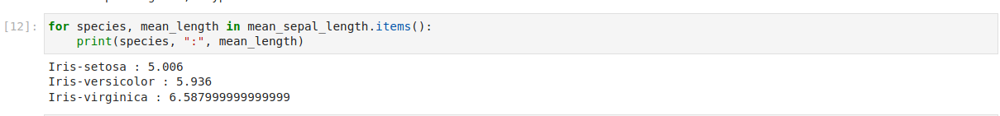 [12]: for species, mean_length in mean_sepal_length.items():
    print(species, ":", mean_length)
Iris-setosa : 5.006
Iris-versicolor : 5.936
Iris-virginica : 6.587999999999999